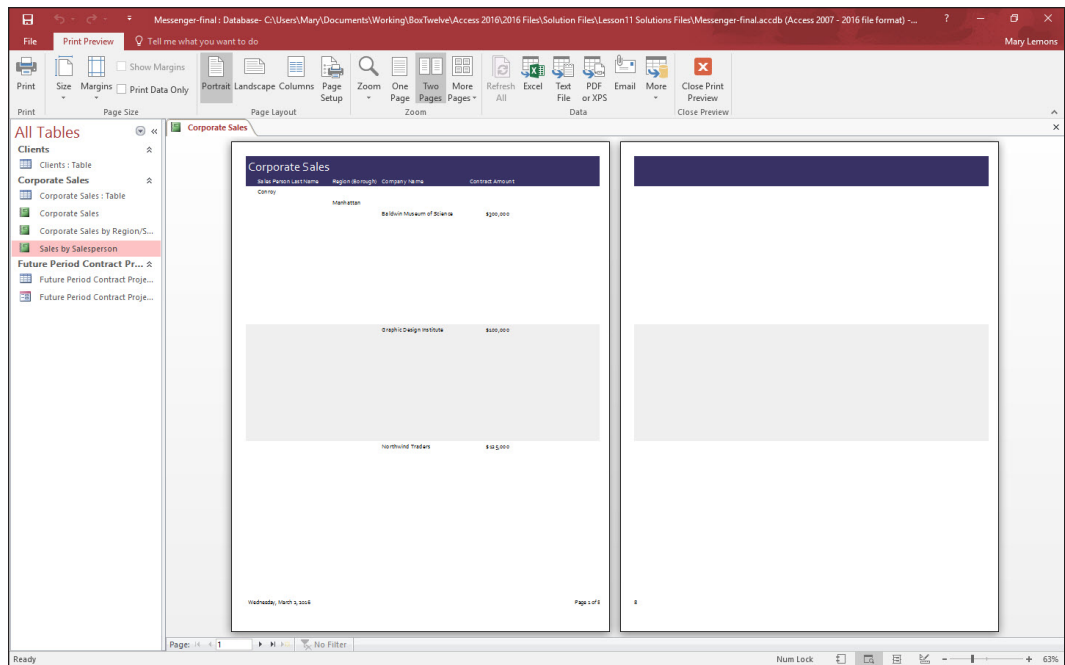 Messenger-final : Database- C:\Users\Mary\Documents\Working\BoxTwelve\Access 2016\2016 Files\Solution Files\Lesson11 Solutions Files\Messenger-final.accdb (Access 2007 - 2016 file format) -...
?
File
Print Preview
Tell me what you want to do
Mary Lemons
Print
Size
Margins
Show Margins
Print Data Only
Portrait
Landscape
Columns
Page Setup
Zoom
One Page
Two Pages
More Pages
Refresh All
Excel
Text File
PDF or XPS
Email
More
Close Print Preview
Print
Page Size
Page Layout
Zoom
Data
Close Preview
All Tables
Clients
Clients : Table
Corporate Sales
Corporate Sales : Table
Corporate Sales
Corporate Sales by Region/S...
Sales by Salesperson
Future Period Contract Pr...
Future Period Contract Proje...
Future Period Contract Proje...
Corporate Sales
Corporate Sales
Sales Person Last Name Region (Borough) Company Name Contract Amount
Conroy
Manhattan
Baldwin Museum of Science $300,000
Graphic Design Institute $100,000
Northwind Traders $125,000
Wednesday, March 2, 2016
Page 1 of 8
8
Page: 1
No Filter
Ready
Num Lock
63%